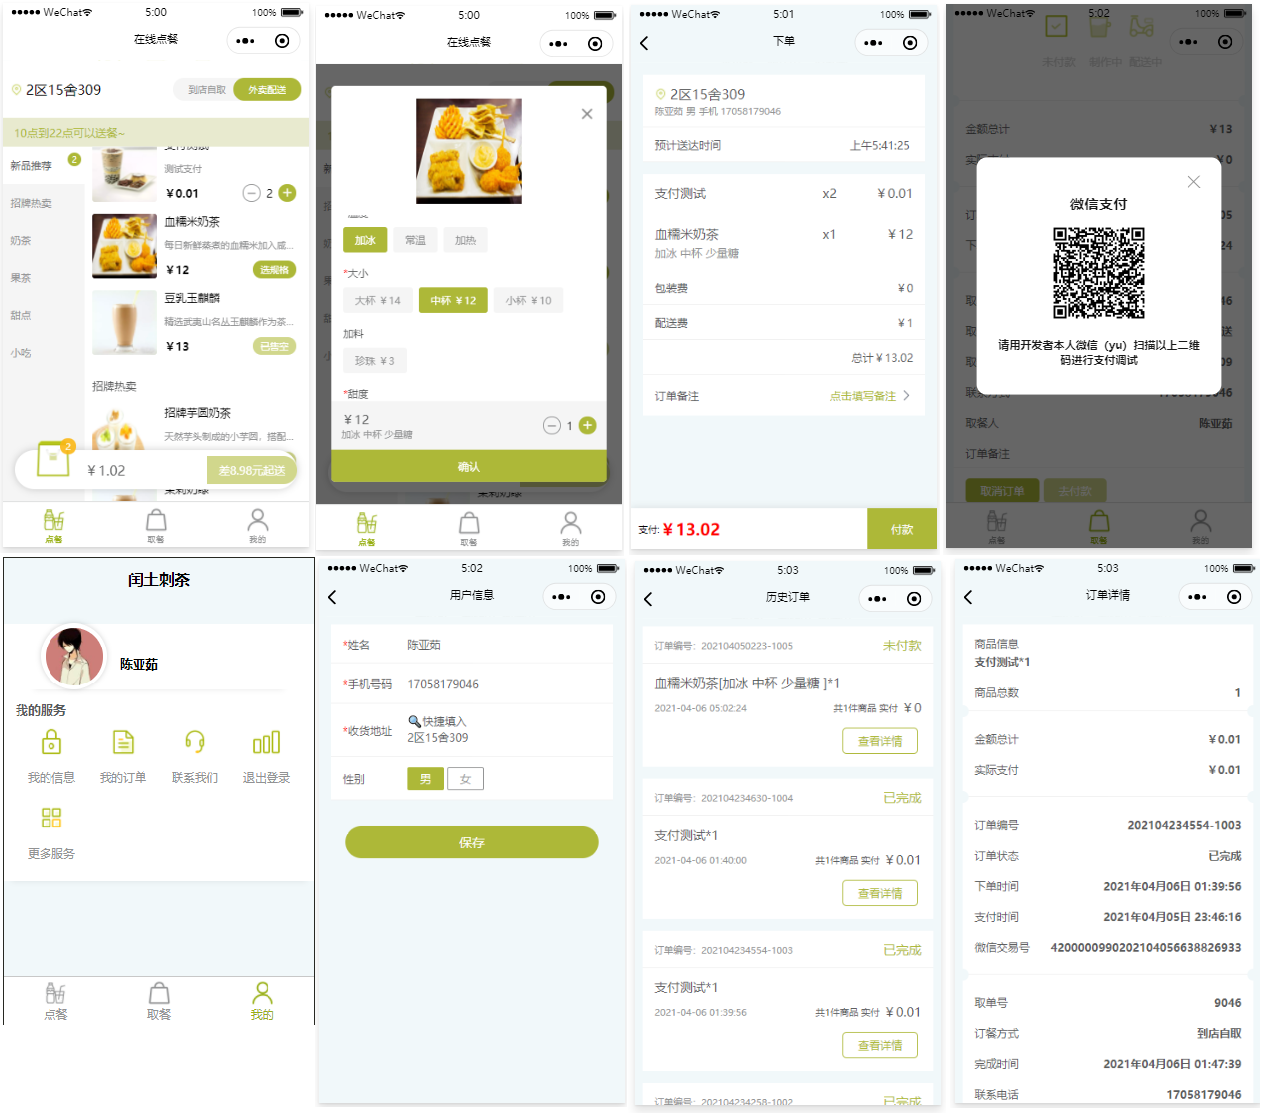 ●●●●● WeChat 5:00 100%
在线点餐
2区15舍309
到店自取 外卖配送
10点到22点可以送餐~
新品推荐 2
招牌热卖
奶茶
果茶
甜点
小吃
支付测试
测试支付
￥0.01 2
血糯米奶茶
每日新鲜蒸煮的血糯米加入感...
￥12 选规格
豆乳玉麒麟
精选武夷山名丛玉麒麟作为茶...
￥13 已售空
招牌热卖
招牌芋圆奶茶
天然芋头制成的小芋圆，搭配...
2
￥1.02 差8.98元起送
茉莉奶绿
点餐 取餐 我的
●●●●● WeChat 5:00 100%
在线点餐
温度
加冰 常温 加热
*大小
大杯 ￥14 中杯 ￥12 小杯 ￥10
加料
珍珠 ￥3
*甜度
￥12
加冰 中杯 少量糖
1
确认
点餐 取餐 我的
●●●●● WeChat 5:01 100%
下单
2区15舍309
陈亚茹 男 手机 17058179046
预计送达时间 上午5:41:25
支付测试 x2 ￥0.01
血糯米奶茶 x1 ￥12
加冰 中杯 少量糖
包装费 ￥0
配送费 ￥1
总计￥13.02
订单备注 点击填写备注
支付: ￥13.02 付款
●●●●● WeChat 5:02 100%
未付款 制作中 配送中
金额总计 ￥13
￥0
微信支付
请用开发者本人微信（yu）扫描以上二维
码进行支付调试
联系方式 17058179046
取餐人 陈亚茹
订单备注
取消订单 去付款
点餐 取餐 我的
闰土刺茶
陈亚茹
我的服务
我的信息 我的订单 联系我们 退出登录
更多服务
点餐 取餐 我的
●●●●● WeChat 5:02 100%
用户信息
*姓名 陈亚茹
*手机号码 17058179046
*收货地址 快捷填入
2区15舍309
性别 男 女
保存
●●●●● WeChat 5:03 100%
历史订单
订单编号：202104050223-1005 未付款
血糯米奶茶[加冰 中杯 少量糖 ]*1
2021-04-06 05:02:24 共1件商品 实付 ￥0
查看详情
订单编号：202104234630-1004 已完成
支付测试*1
2021-04-06 01:40:00 共1件商品 实付 ￥0.01
查看详情
订单编号：202104234554-1003 已完成
支付测试*1
2021-04-06 01:39:56 共1件商品 实付 ￥0.01
查看详情
订单编号：202104234258-1002 已完成
●●●●● WeChat 5:03 100%
订单详情
商品信息
支付测试*1
商品总数 1
金额总计 ￥0.01
实际支付 ￥0.01
订单编号 202104234554-1003
订单状态 已完成
下单时间 2021年04月06日 01:39:56
支付时间 2021年04月05日 23:46:16
微信交易号 4200000990202104056638826933
取单号 9046
订餐方式 到店自取
完成时间 2021年04月06日 01:47:39
联系电话 17058179046